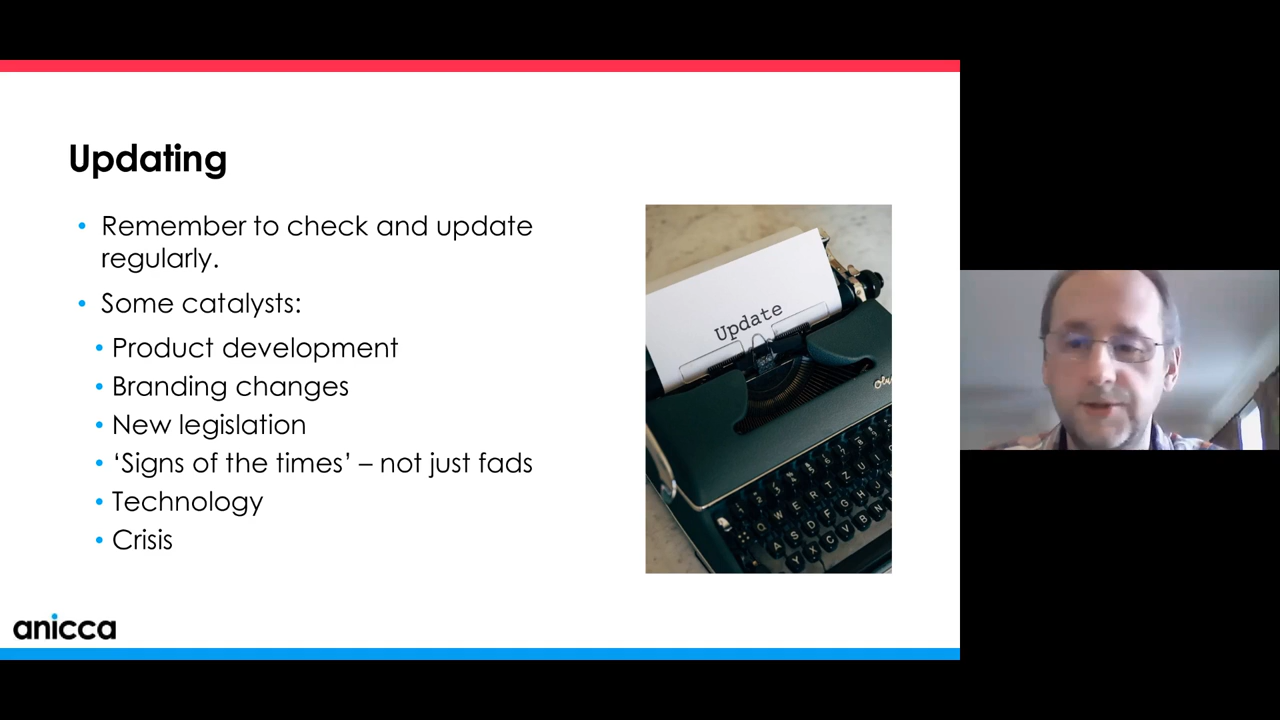 Updating
• Remember to check and update
regularly.
• Some catalysts:
• Product development
• Branding changes
• New legislation
• ‘Signs of the times’ – not just fads
• Technology
• Crisis
Update
anicca